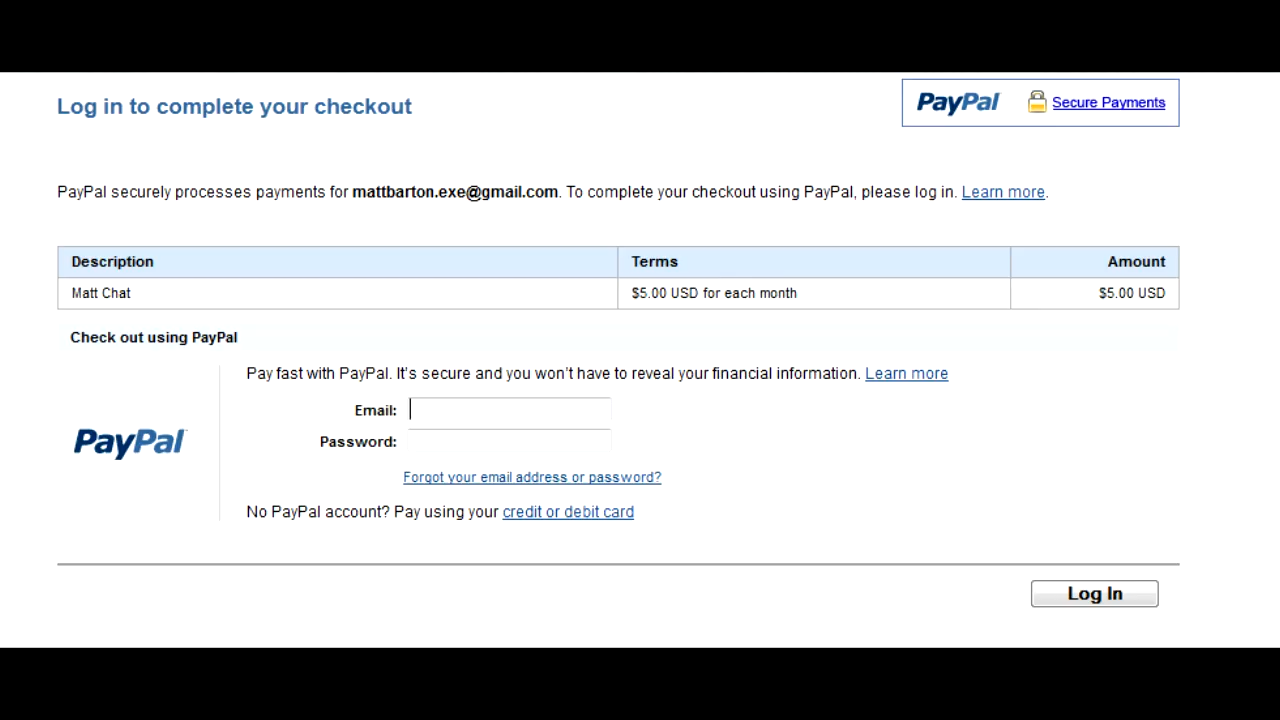 Log in to complete your checkout
PayPal Secure Payments
PayPal securely processes payments for mattbarton.exe@gmail.com. To complete your checkout using PayPal, please log in. Learn more.
Description Terms Amount
Matt Chat $5.00 USD for each month $5.00 USD
Check out using PayPal
Pay fast with PayPal. It's secure and you won't have to reveal your financial information. Learn more
Email:
PayPal
Password:
Forgot your email address or password?
No PayPal account? Pay using your credit or debit card
Log In